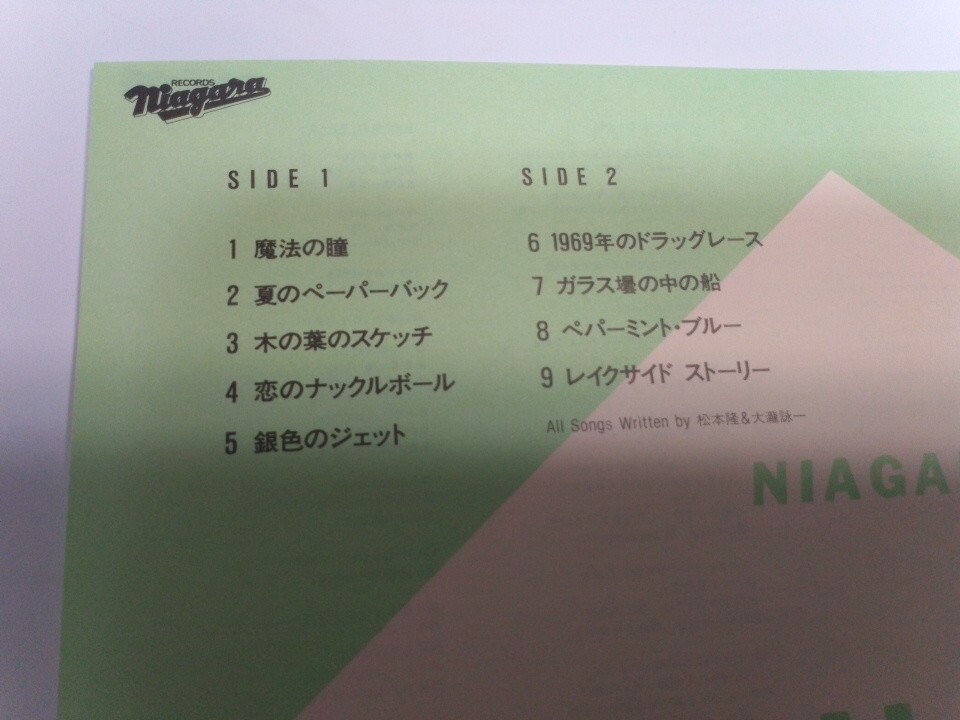 RECORDS
Niagara
SIDE 1
1 魔法の瞳
2 夏のペーパーバック
3 木の葉のスケッチ
4 恋のナックルボール
5 銀色のジェット
SIDE 2
6 1969年のドラッグレース
7 ガラス壜の中の船
8 ペパーミント・ブルー
9 レイクサイド ストーリー
All Songs Written by 松本隆&大瀧詠一
NIAGA